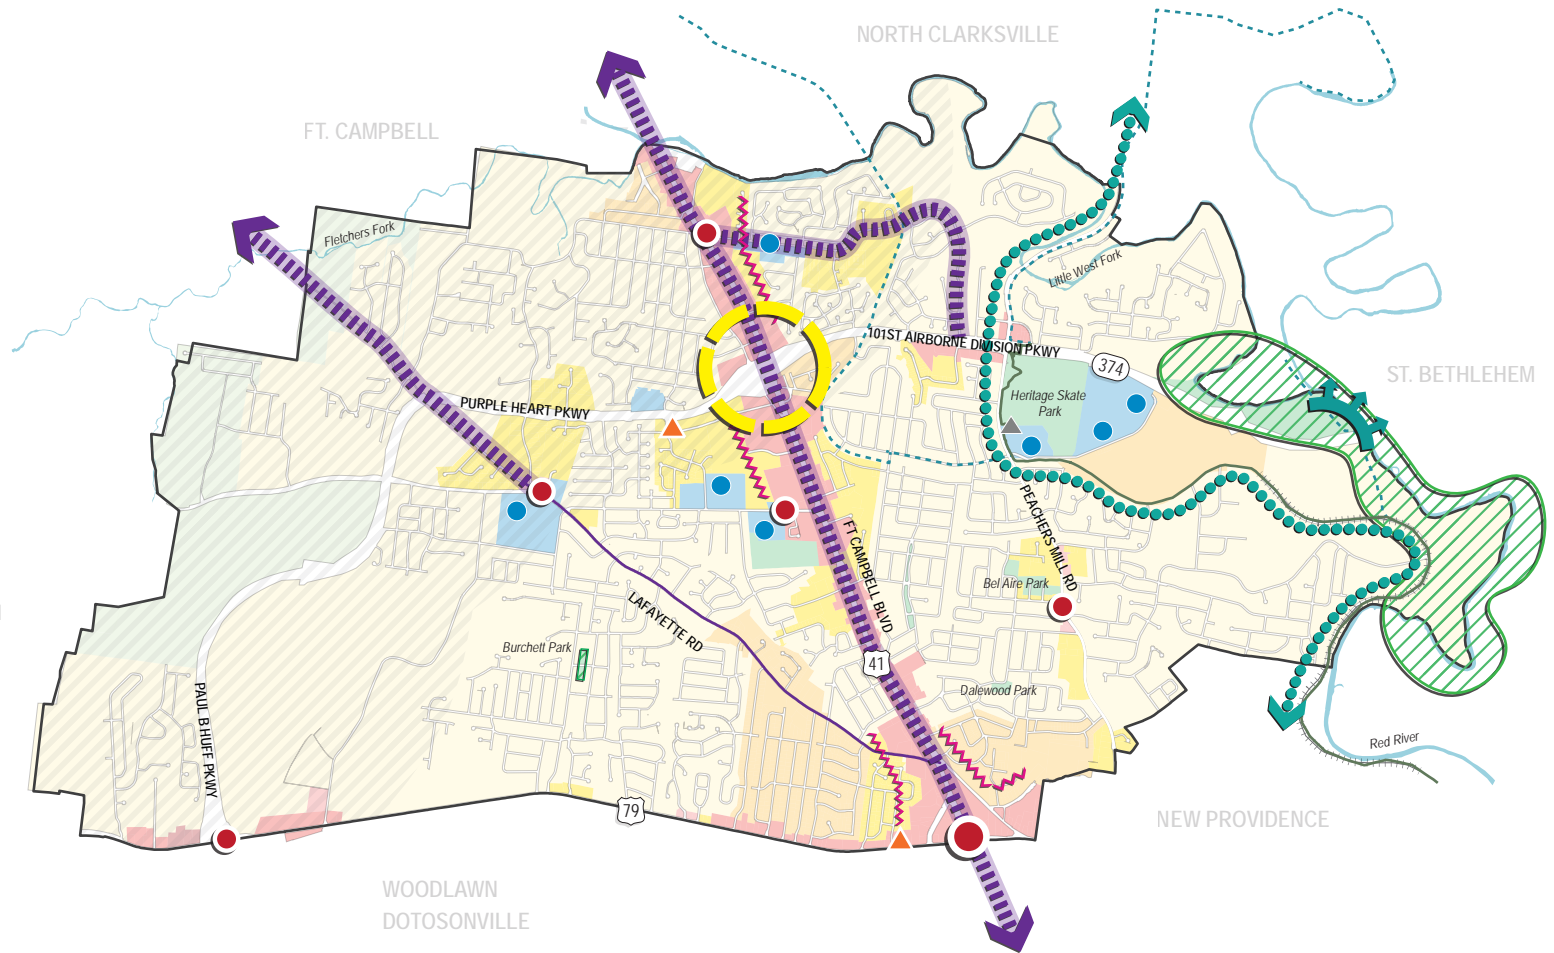 NORTH CLARKSVILLE
FT. CAMPBELL
Fletchers Fork
Little West Fork
101ST AIRBORNE DIVISION PKWY
374
ST. BETHLEHEM
Heritage Skate
Park
PURPLE HEART PKWY
PEACHERS MILL RD
FT CAMPBELL BLVD
Bel Aire Park
LAFAYETTE RD
Burchett Park
41
Dalewood Park
PAUL B HUFF PKWY
Red River
79
NEW PROVIDENCE
WOODLAWN
DOTOSONVILLE